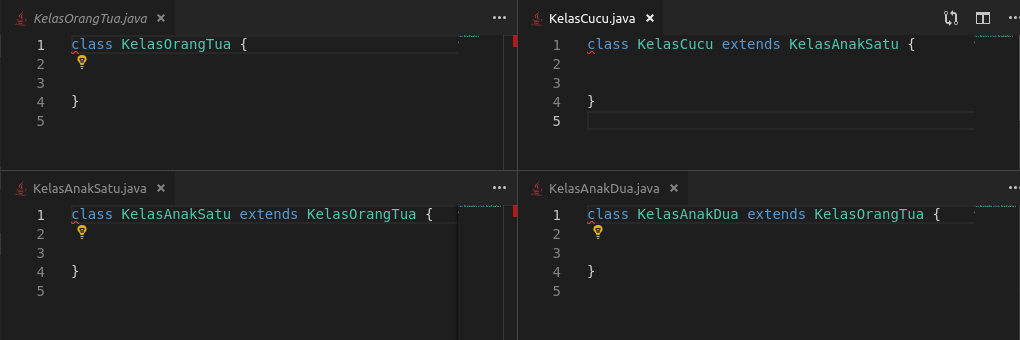 KelasOrangTua.java ×
1 class KelasOrangTua {
2
3
4 }
5
KelasCucu.java ×
1 class KelasCucu extends KelasAnakSatu {
2
3
4 }
5
KelasAnakSatu.java ×
1 class KelasAnakSatu extends KelasOrangTua {
2
3
4 }
5
KelasAnakDua.java ×
1 class KelasAnakDua extends KelasOrangTua {
2
3
4 }
5